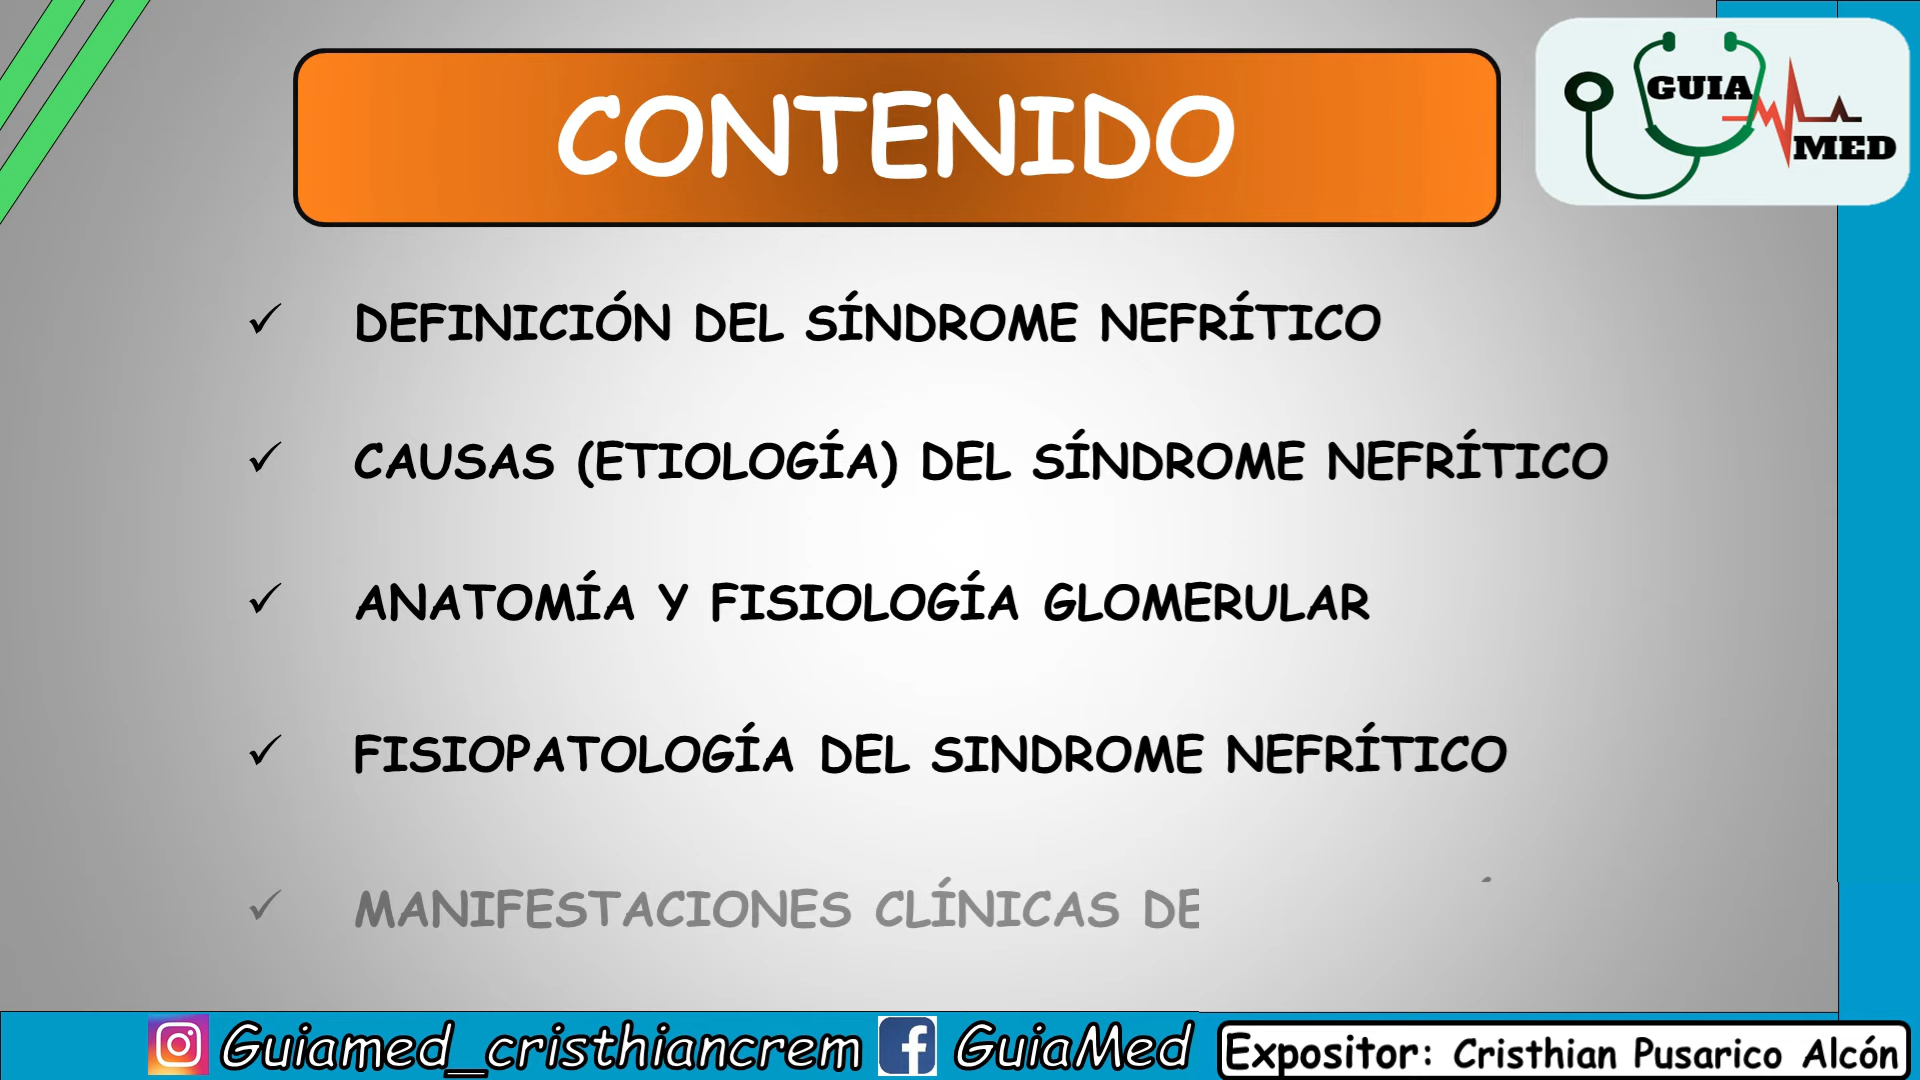 CONTENIDO
GUIA
MED
✓ DEFINICIÓN DEL SÍNDROME NEFRÍTICO
✓ CAUSAS (ETIOLOGÍA) DEL SÍNDROME NEFRÍTICO
✓ ANATOMÍA Y FISIOLOGÍA GLOMERULAR
✓ FISIOPATOLOGÍA DEL SINDROME NEFRÍTICO
✓ MANIFESTACIONES CLÍNICAS DE
Guiamed_cristhiancrem GuiaMed Expositor: Cristhian Pusarico Alcón